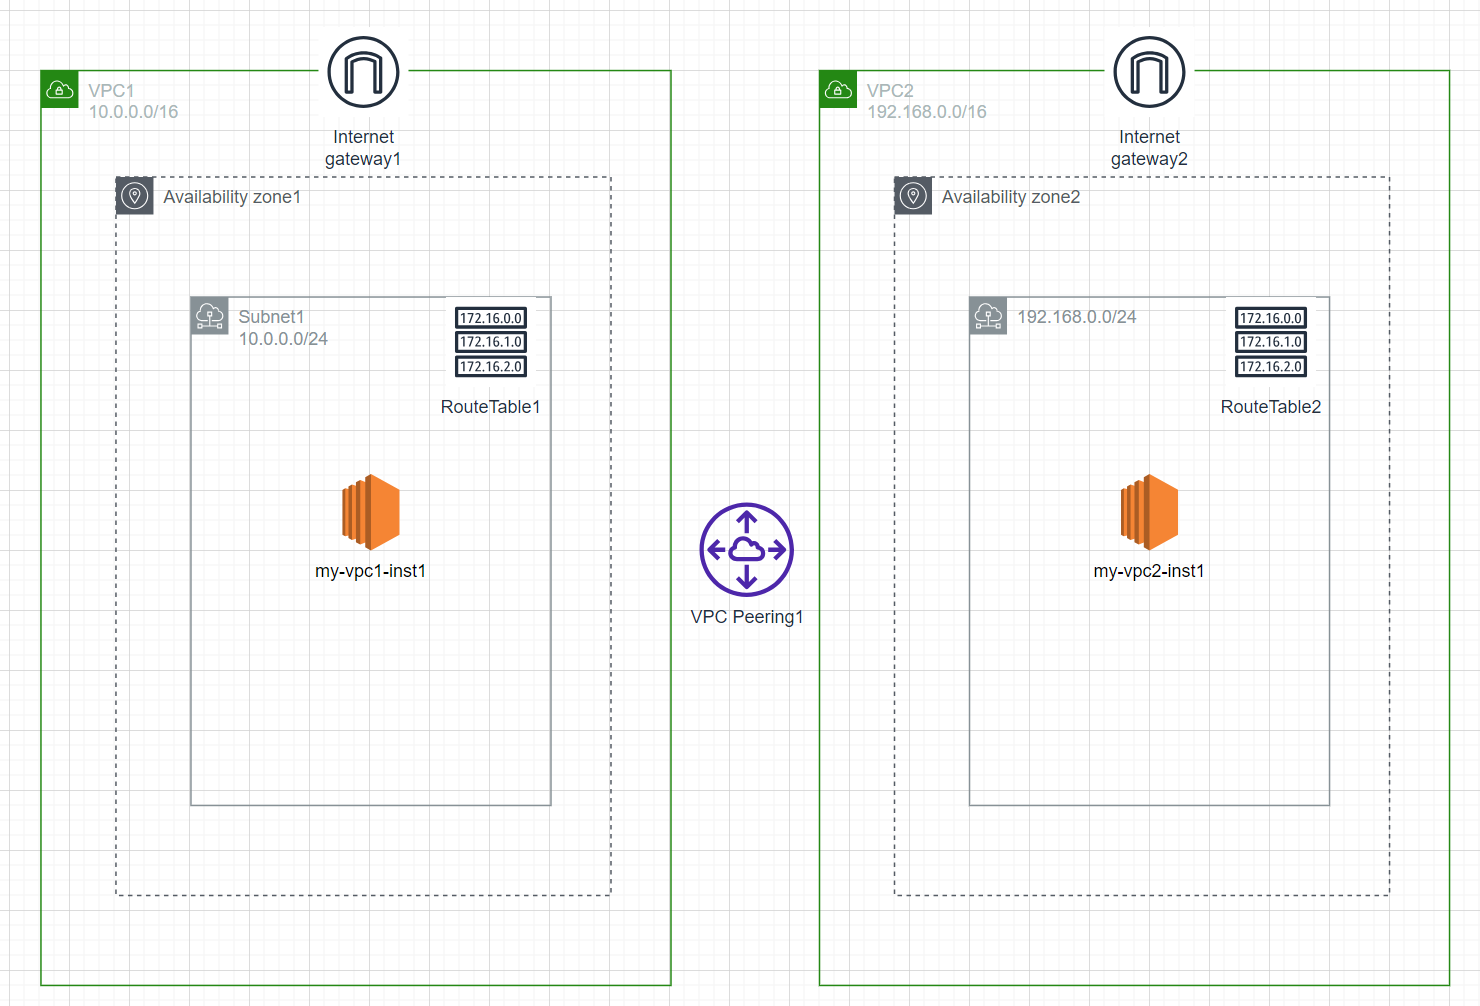 VPC1
10.0.0.0/16
Internet
gateway1
Availability zone1
Subnet1
10.0.0.0/24
172.16.0.0
172.16.1.0
172.16.2.0
RouteTable1
my-vpc1-inst1
VPC Peering1
VPC2
192.168.0.0/16
Internet
gateway2
Availability zone2
192.168.0.0/24
172.16.0.0
172.16.1.0
172.16.2.0
RouteTable2
my-vpc2-inst1